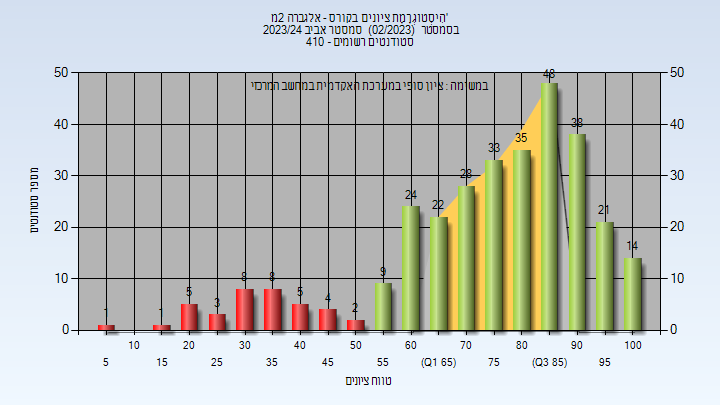 היסטוגרמת ציונים בקורס - אלגברה 2מ'
בסמסטר (02/2023) סמסטר אביב 2023/24
סטודנטים רשומים - 410
במשימה : ציון סופי במערכת האקדמית במחשב המרכזי
מספר סטודנטים
50 50
40 40
30 30
20 20
10 10
0 0
1 1 5 3 8 8 5 4 2 9 24 22 28 33 35 48 38 21 14
10 20 30 40 50 60 70 80 90 100
5 15 25 35 45 55 (Q1 65) 75 (Q3 85) 95
טווח ציונים